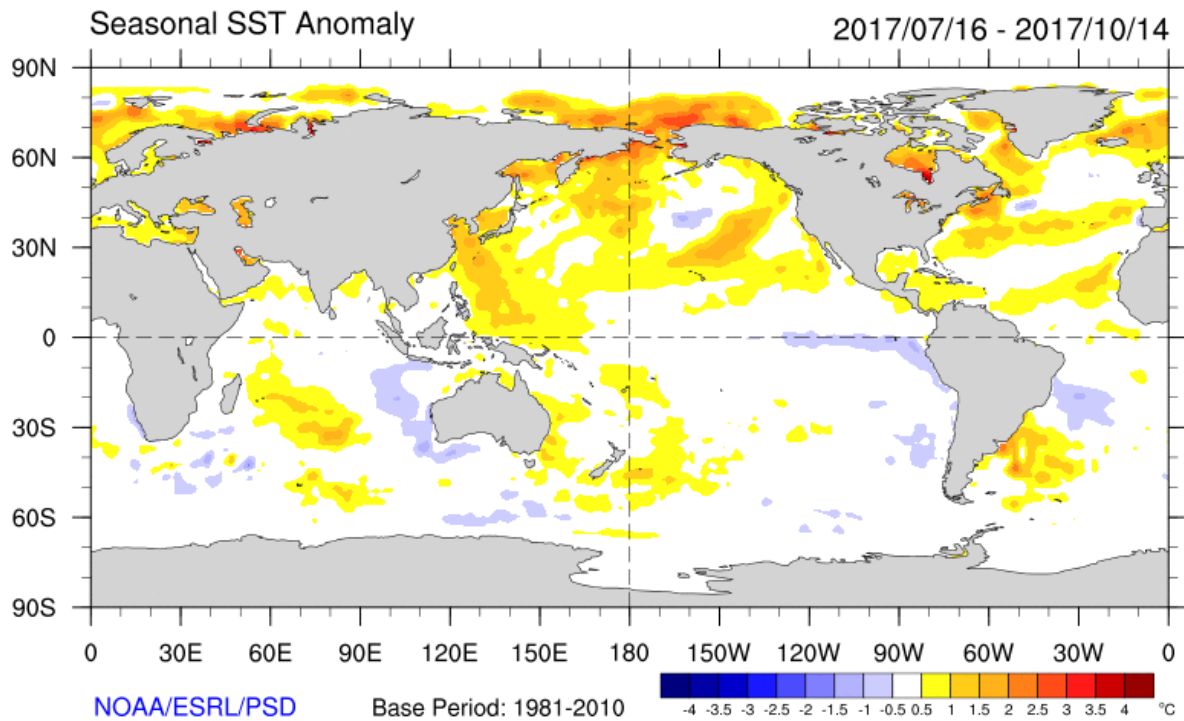 Seasonal SST Anomaly 2017/07/16 - 2017/10/14
90N
60N
30N
0
30S
60S
90S
0 30E 60E 90E 120E 150E 180 150W 120W 90W 60W 30W 0
NOAA/ESRL/PSD Base Period: 1981-2010
-4 -3.5 -3 -2.5 -2 -1.5 -1 -0.5 0.5 1 1.5 2 2.5 3 3.5 4 °C